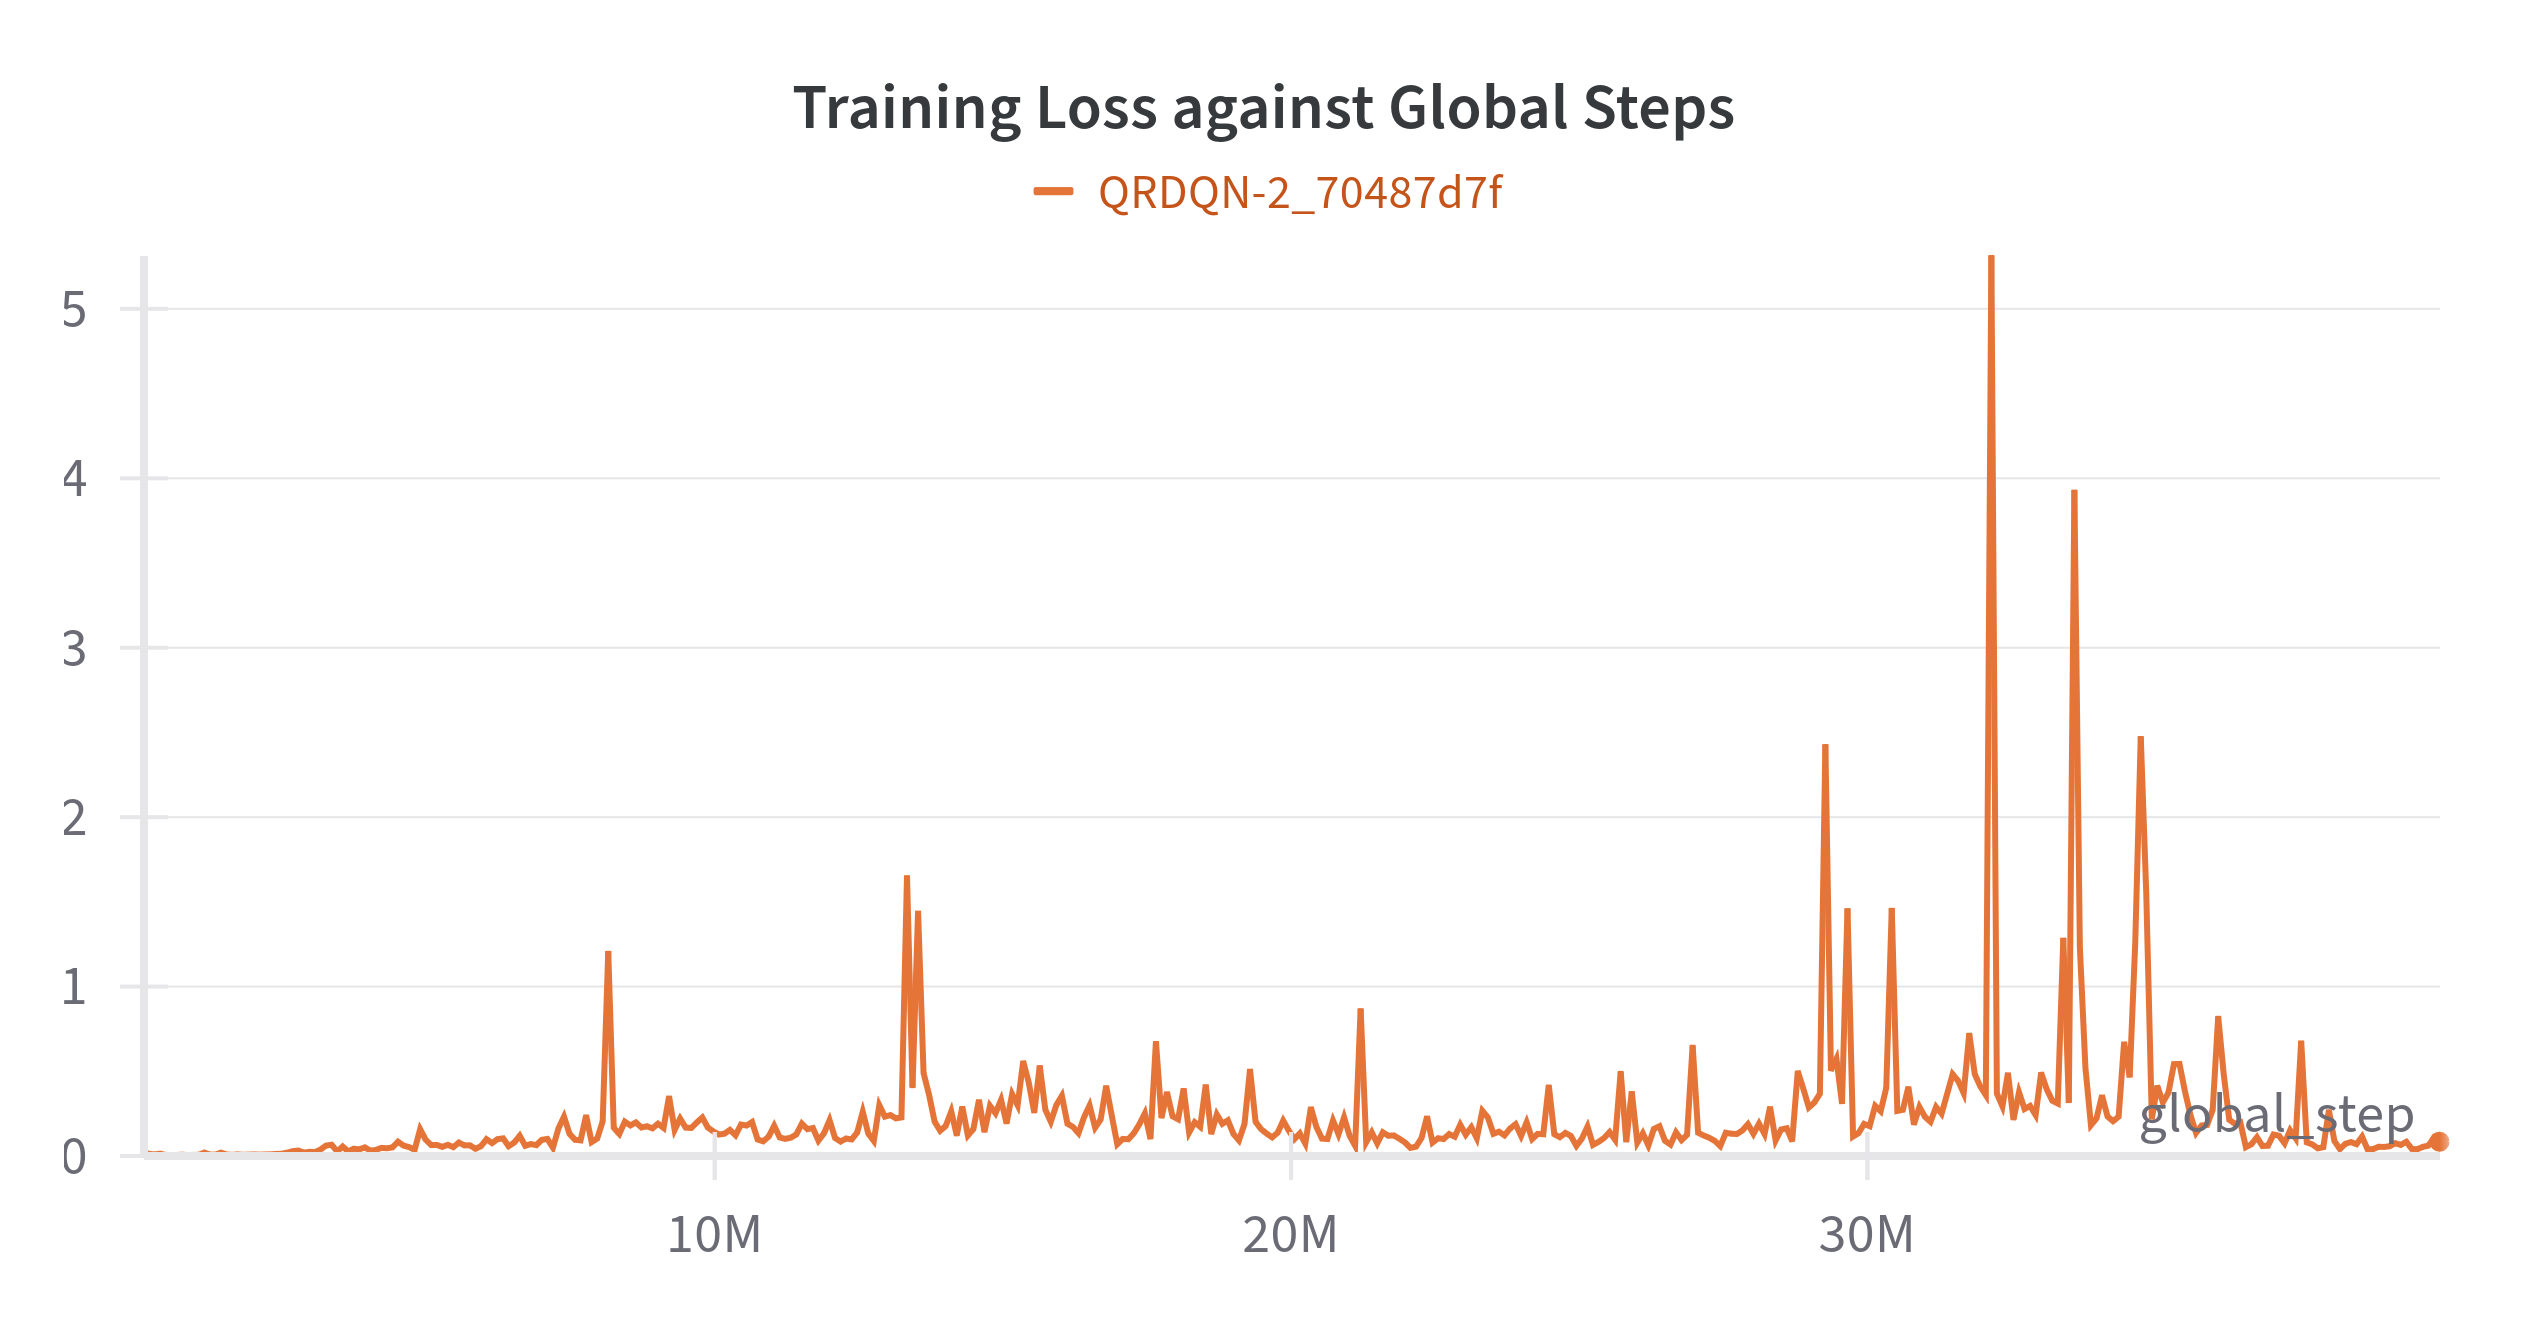 Training Loss against Global Steps
QRDQN-2_70487d7f
5
4
3
2
1
0
global_step
10M
20M
30M